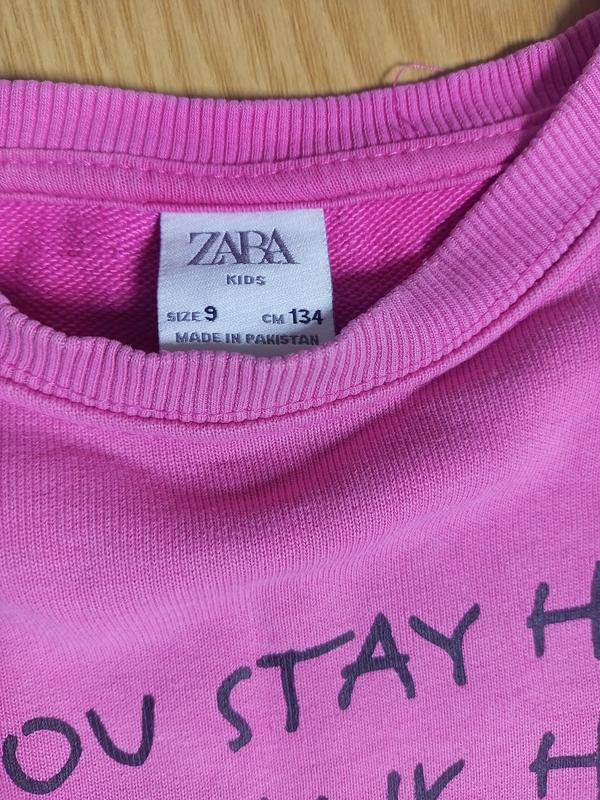 ZARA
KIDS
SIZE 9 CM 134
MADE IN PAKISTAN
OU STAY H